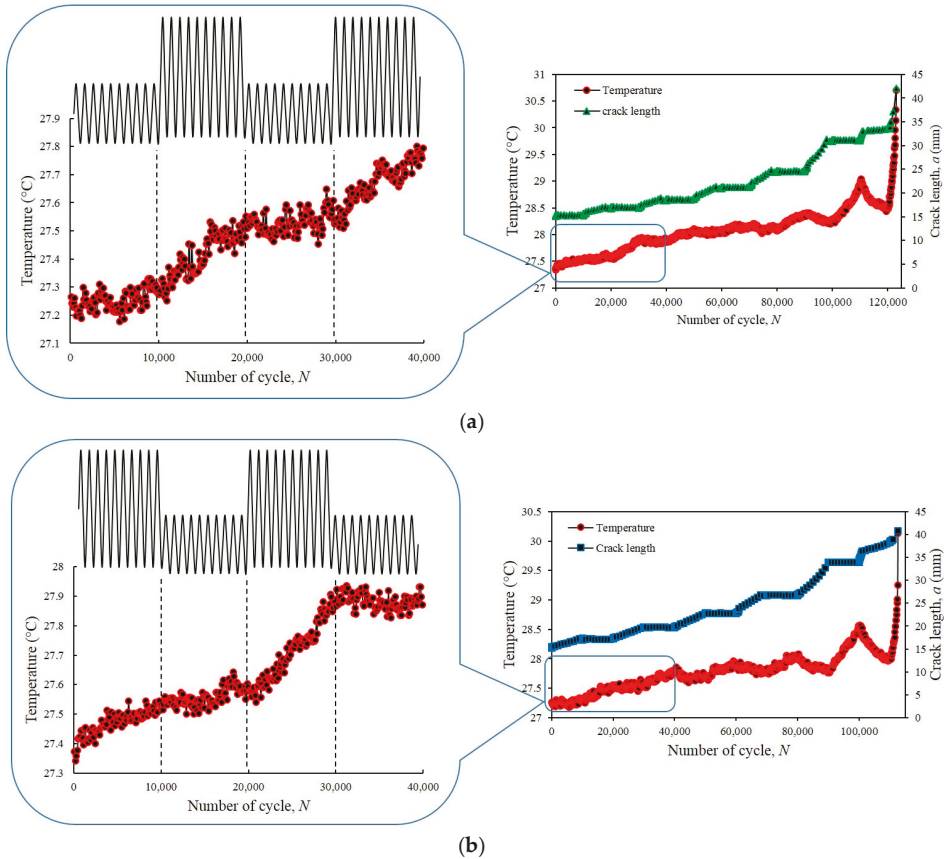 27.9
27.8
27.7
27.6
27.5
27.4
27.3
27.2
27.1
Temperature (°C)
0 10,000 20,000 30,000 40,000
Number of cycle, N
31
30.5
30
29.5
29
28.5
28
27.5
27
Temperature (°C)
Temperature
crack length
45
40
35
30
25
20
15
10
5
0
Crack length, a (mm)
0 20,000 40,000 60,000 80,000 100,000 120,000
Number of cycle, N
(a)
28
27.9
27.8
27.7
27.6
27.5
27.4
27.3
Temperature (°C)
0 10,000 20,000 30,000 40,000
Number of cycle, N
30.5
30
29.5
29
28.5
28
27.5
27
Temperature (°C)
Temperature
Crack length
45
40
35
30
25
20
15
10
5
0
Crack length, a (mm)
0 20,000 40,000 60,000 80,000 100,000
Number of cycle, N
(b)